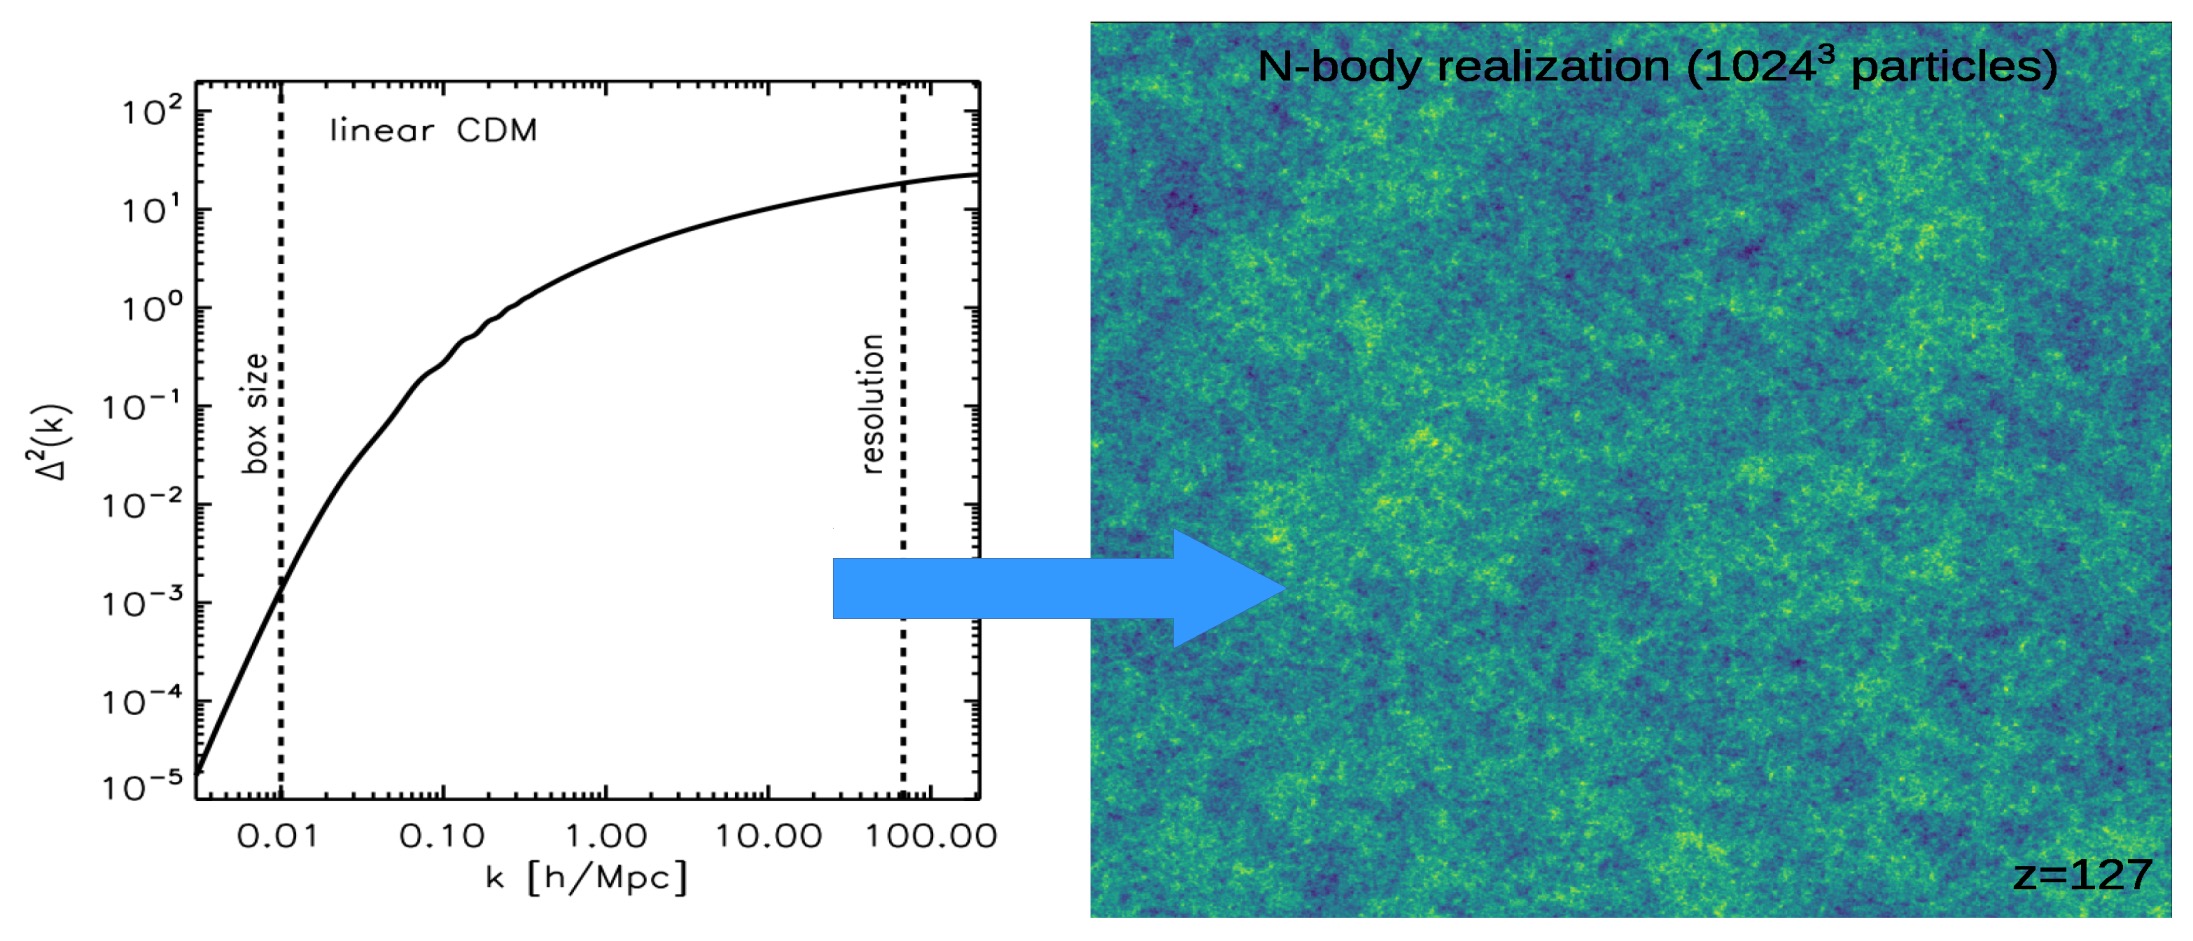 linear CDM
10²
10¹
10⁰
10⁻¹
10⁻²
10⁻³
10⁻⁴
10⁻⁵
Δ²(k)
box size
resolution
0.01 0.10 1.00 10.00 100.00
k [h/Mpc]
N-body realization (1024³ particles)
z=127